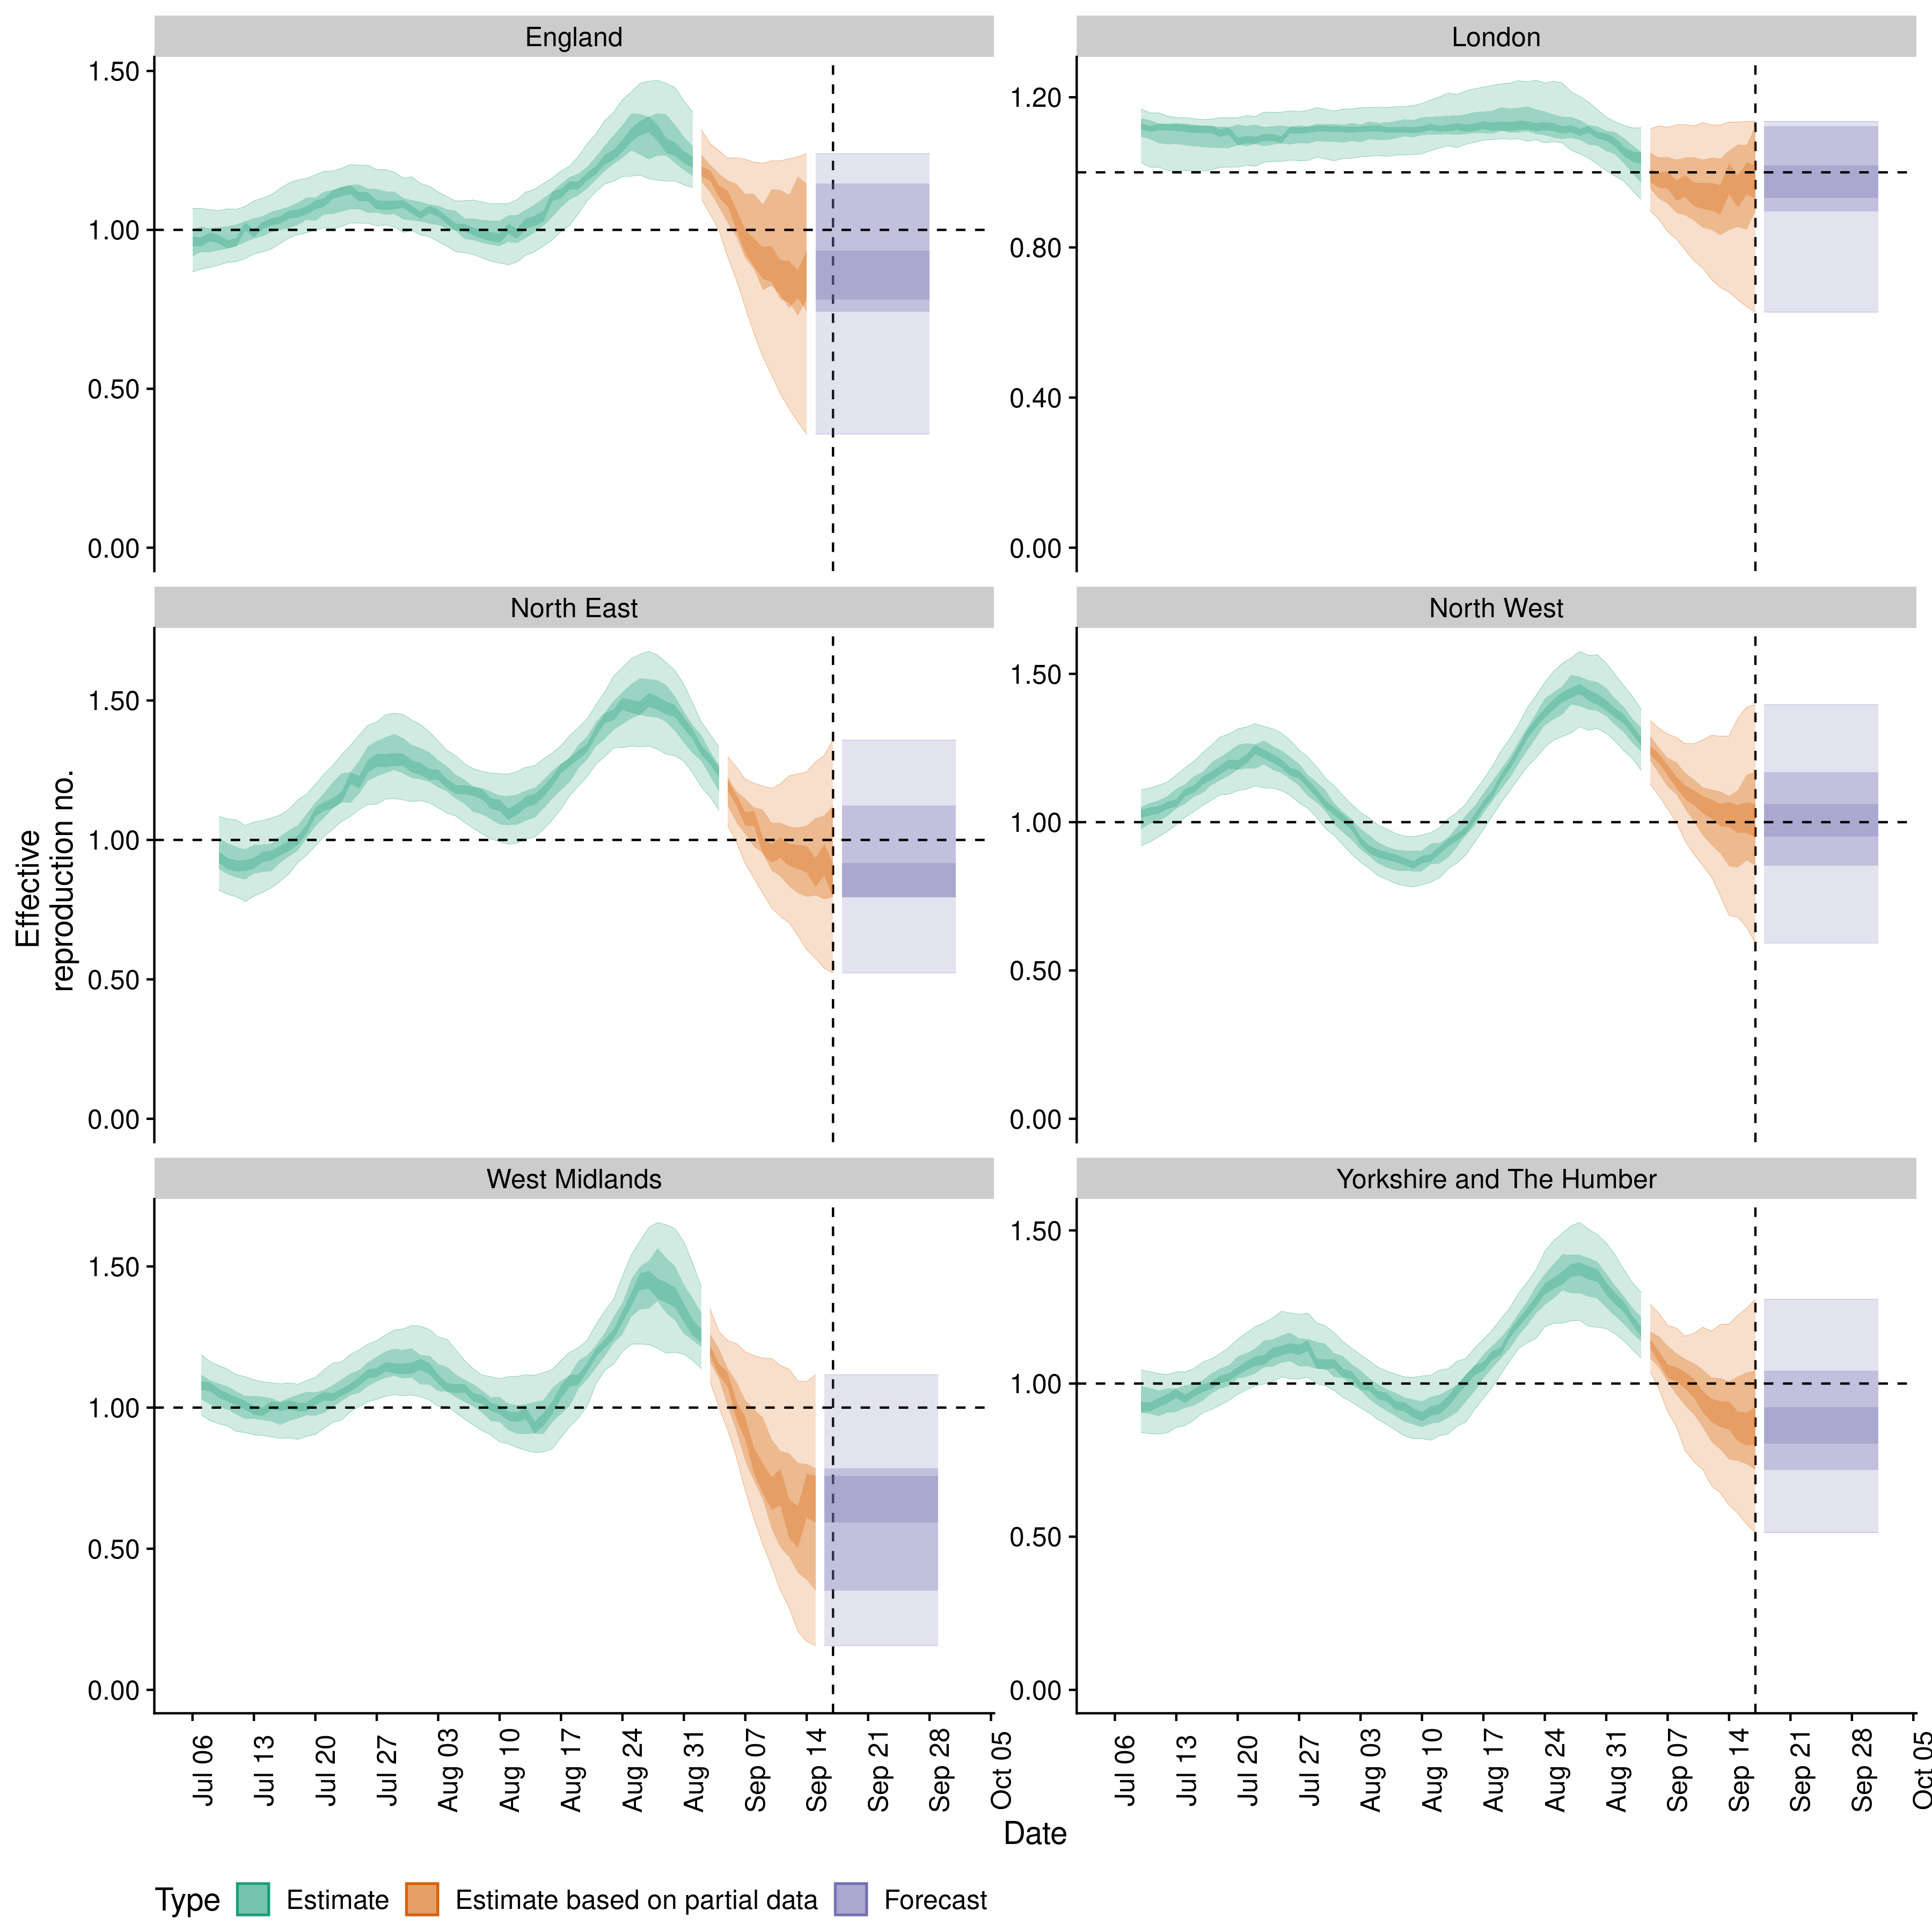 England
London
1.50
1.00
0.50
0.00
1.20
0.80
0.40
0.00
North East
North West
1.50
1.00
0.50
0.00
1.50
1.00
0.50
0.00
Effective
reproduction no.
West Midlands
Yorkshire and The Humber
1.50
1.00
0.50
0.00
1.50
1.00
0.50
0.00
Jul 06
Jul 13
Jul 20
Jul 27
Aug 03
Aug 10
Aug 17
Aug 24
Aug 31
Sep 07
Sep 14
Sep 21
Sep 28
Oct 05
Jul 06
Jul 13
Jul 20
Jul 27
Aug 03
Aug 10
Aug 17
Aug 24
Aug 31
Sep 07
Sep 14
Sep 21
Sep 28
Oct 05
Date
Type Estimate Estimate based on partial data Forecast